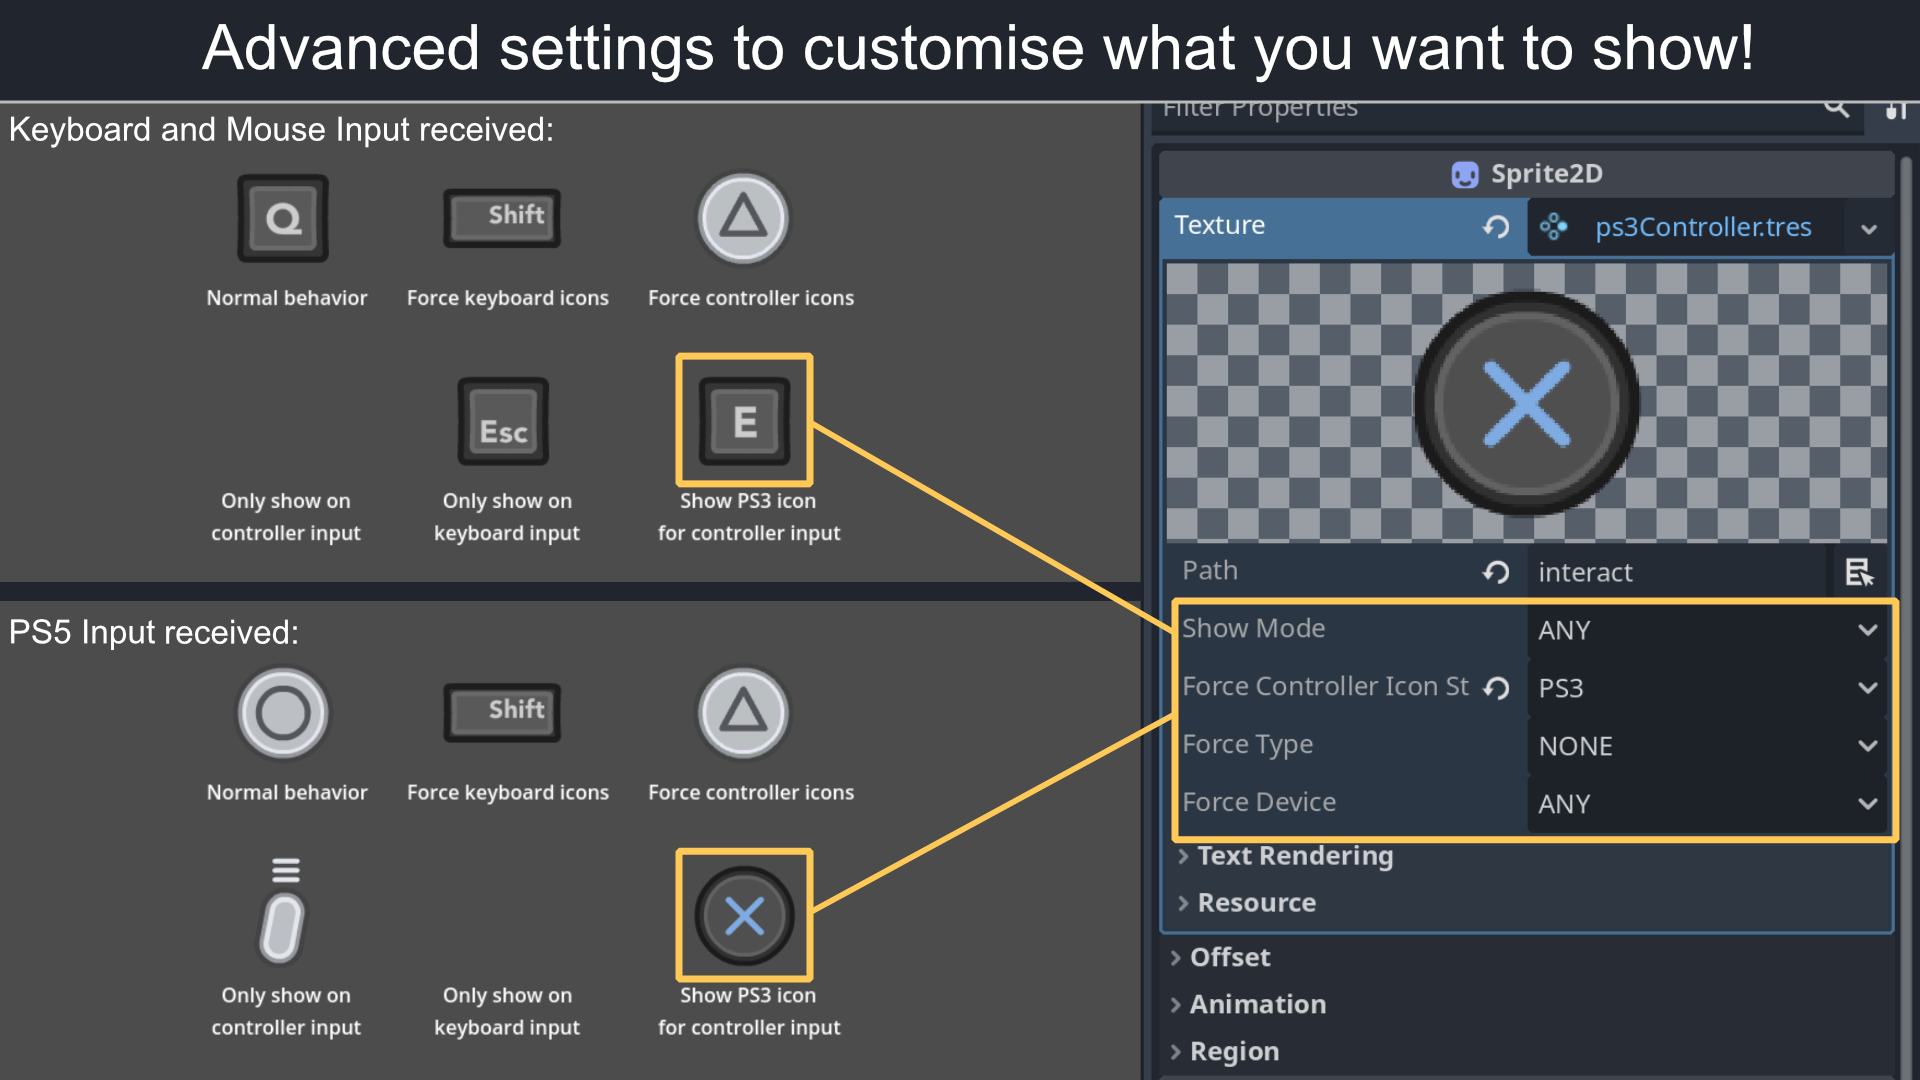 Advanced settings to customise what you want to show!
Keyboard and Mouse Input received:
Q
Shift
Normal behavior
Force keyboard icons
Force controller icons
Esc
E
Only show on
controller input
Only show on
keyboard input
Show PS3 icon
for controller input
PS5 Input received:
Shift
Normal behavior
Force keyboard icons
Force controller icons
Only show on
controller input
Only show on
keyboard input
Show PS3 icon
for controller input
Filter Properties
Sprite2D
Texture
ps3Controller.tres
Path
interact
Show Mode
ANY
Force Controller Icon St
PS3
Force Type
NONE
Force Device
ANY
Text Rendering
Resource
Offset
Animation
Region